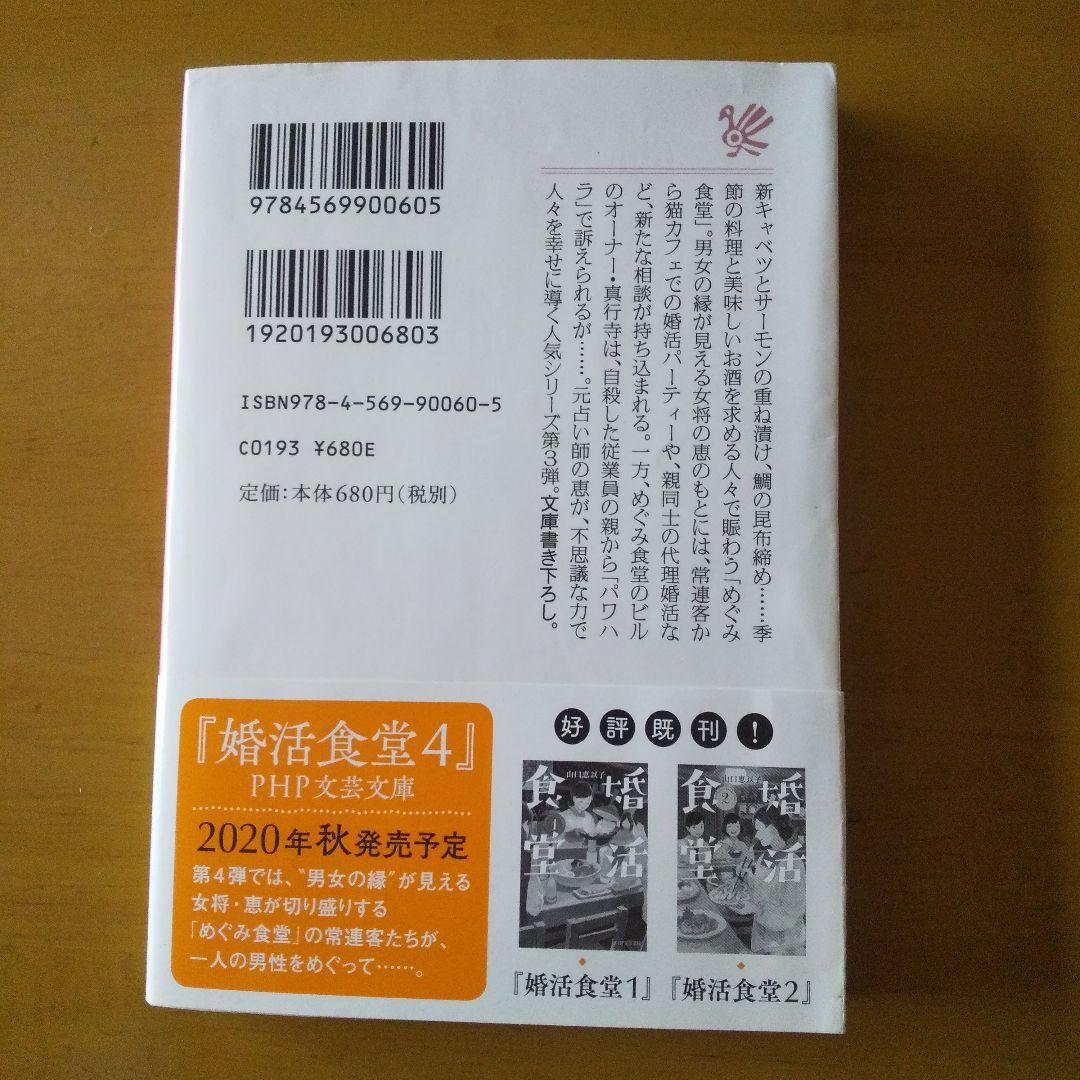 9784569900605
1920193006803
ISBN978-4-569-90060-5
C0193 ¥680E
定価：本体680円（税別）
新キャベツとサーモンの重ね漬け、鯛の昆布締め……季
節の料理と美味しいお酒を求める人々で賑わう「めぐみ
食堂」。男女の縁が見える女将の恵のもとには、常連客か
ら猫カフェでの婚活パーティーや、親同士の代理婚活な
ど、新たな相談が持ち込まれる。一方、めぐみ食堂のビル
のオーナー・真行寺は、自殺した従業員の親から「パワハ
ラ」で訴えられるが……。元占い師の恵が、不思議な力で
人々を幸せに導く人気シリーズ第3弾。文庫書き下ろし。
『婚活食堂4』
PHP文芸文庫
2020年秋発売予定
第4弾では、“男女の縁”が見える
女将・恵が切り盛りする
「めぐみ食堂」の常連客たちが、
一人の男性をめぐって……。
好評既刊！
婚活
食堂
山口恵以子
1
『婚活食堂1』
婚活
食堂
山口恵以子
2
『婚活食堂2』